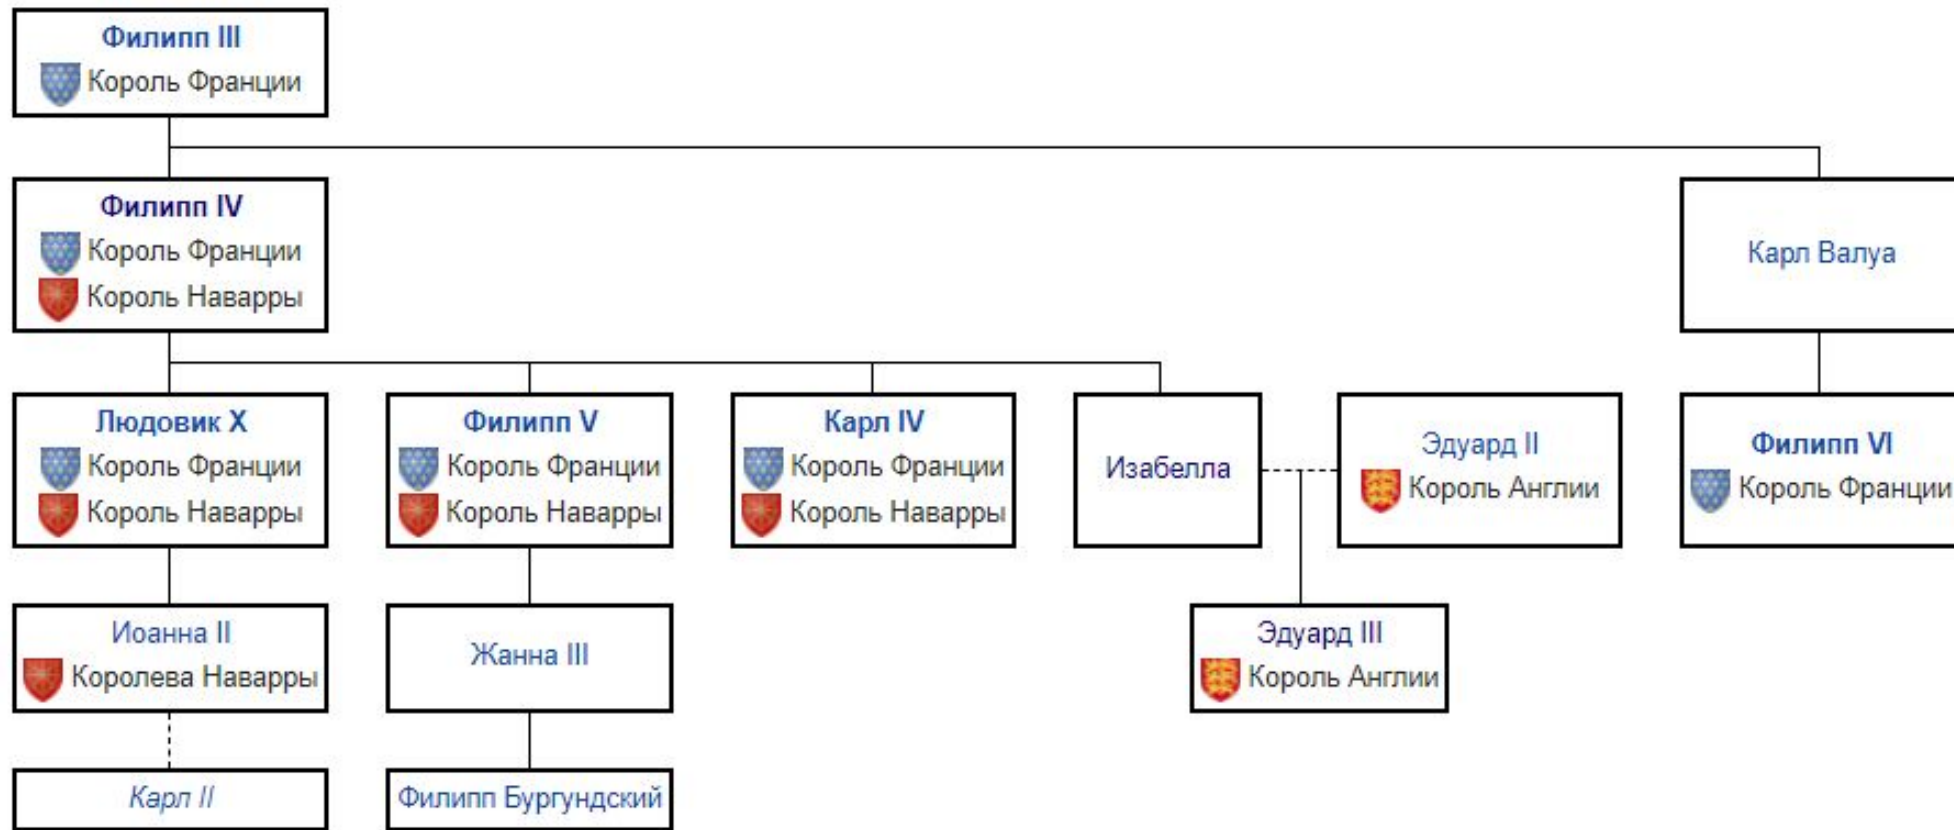 Филипп III
Король Франции
Филипп IV
Король Франции
Король Наварры
Карл Валуа
Людовик X
Король Франции
Король Наварры
Филипп V
Король Франции
Король Наварры
Карл IV
Король Франции
Король Наварры
Изабелла
Эдуард II
Король Англии
Филипп VI
Король Франции
Иоанна II
Королева Наварры
Жанна III
Эдуард III
Король Англии
Карл II
Филипп Бургундский